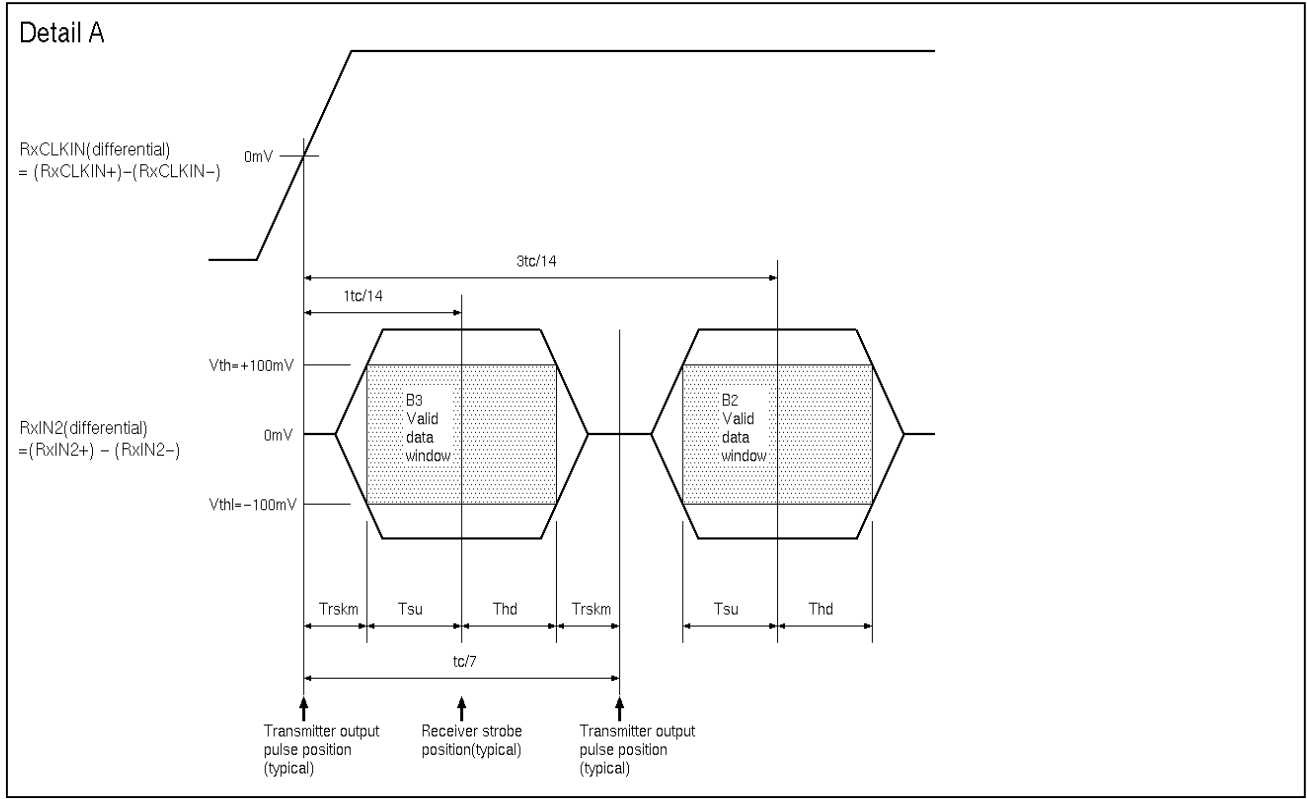 Detail A
RxCLKIN(differential)
= (RxCLKIN+)−(RxCLKIN−)
0mV
3tc/14
1tc/14
Vth=+100mV
B3
Valid
data
window
B2
Valid
data
window
RxIN2(differential)
=(RxIN2+) − (RxIN2−)
0mV
Vthl=−100mV
Trskm
Tsu
Thd
Trskm
Tsu
Thd
tc/7
Transmitter output
pulse position
(typical)
Receiver strobe
position(typical)
Transmitter output
pulse position
(typical)